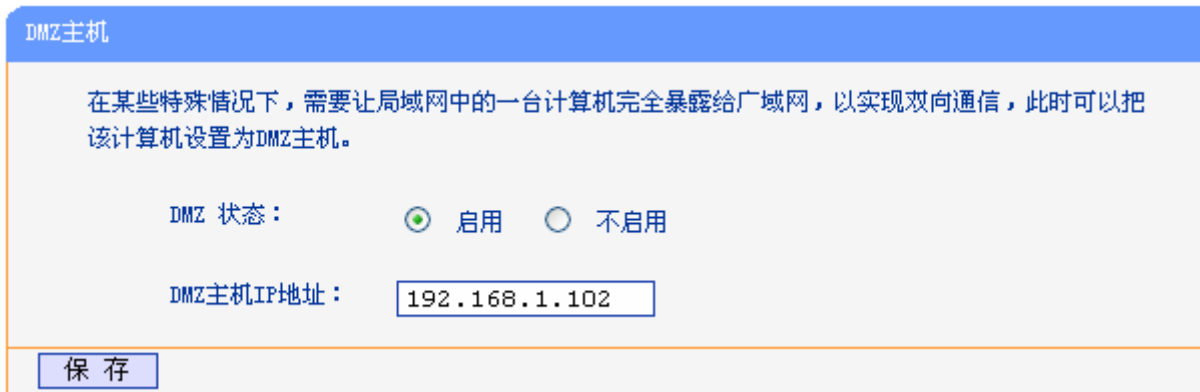 DMZ主机
在某些特殊情况下，需要让局域网中的一台计算机完全暴露给广域网，以实现双向通信，此时可以把
该计算机设置为DMZ主机。
DMZ 状态： 启用 不启用
DMZ主机IP地址： 192.168.1.102
保 存